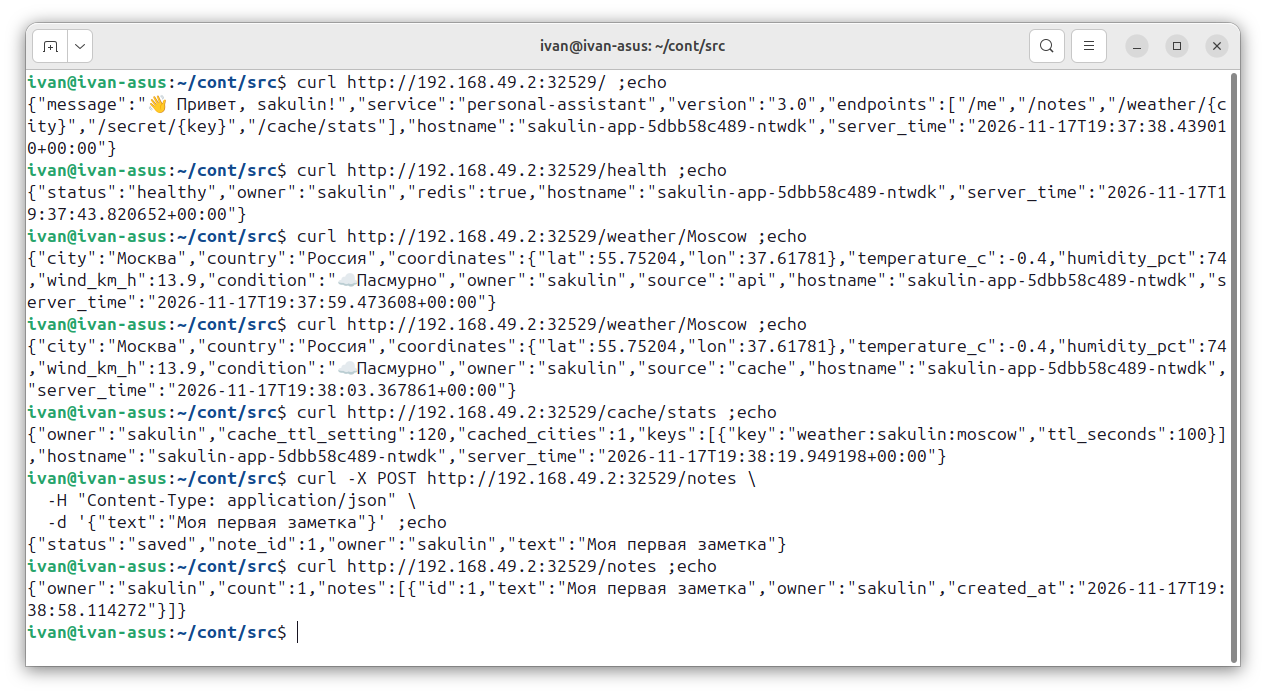 ivan@ivan-asus: ~/cont/src
ivan@ivan-asus:~/cont/src$ curl http://192.168.49.2:32529/ ;echo
{"message":"👋 Привет, sakulin!","service":"personal-assistant","version":"3.0","endpoints":["/me","/notes","/weather/{c
ity}","/secret/{key}","/cache/stats"],"hostname":"sakulin-app-5dbb58c489-ntwdk","server_time":"2026-11-17T19:37:38.43901
0+00:00"}
ivan@ivan-asus:~/cont/src$ curl http://192.168.49.2:32529/health ;echo
{"status":"healthy","owner":"sakulin","redis":true,"hostname":"sakulin-app-5dbb58c489-ntwdk","server_time":"2026-11-17T1
9:37:43.820652+00:00"}
ivan@ivan-asus:~/cont/src$ curl http://192.168.49.2:32529/weather/Moscow ;echo
{"city":"Москва","country":"Россия","coordinates":{"lat":55.75204,"lon":37.61781},"temperature_c":-0.4,"humidity_pct":74
,"wind_km_h":13.9,"condition":"☁️Пасмурно","owner":"sakulin","source":"api","hostname":"sakulin-app-5dbb58c489-ntwdk","s
erver_time":"2026-11-17T19:37:59.473608+00:00"}
ivan@ivan-asus:~/cont/src$ curl http://192.168.49.2:32529/weather/Moscow ;echo
{"city":"Москва","country":"Россия","coordinates":{"lat":55.75204,"lon":37.61781},"temperature_c":-0.4,"humidity_pct":74
,"wind_km_h":13.9,"condition":"☁️Пасмурно","owner":"sakulin","source":"cache","hostname":"sakulin-app-5dbb58c489-ntwdk",
"server_time":"2026-11-17T19:38:03.367861+00:00"}
ivan@ivan-asus:~/cont/src$ curl http://192.168.49.2:32529/cache/stats ;echo
{"owner":"sakulin","cache_ttl_setting":120,"cached_cities":1,"keys":[{"key":"weather:sakulin:moscow","ttl_seconds":100}]
,"hostname":"sakulin-app-5dbb58c489-ntwdk","server_time":"2026-11-17T19:38:19.949198+00:00"}
ivan@ivan-asus:~/cont/src$ curl -X POST http://192.168.49.2:32529/notes \
  -H "Content-Type: application/json" \
  -d '{"text":"Моя первая заметка"}' ;echo
{"status":"saved","note_id":1,"owner":"sakulin","text":"Моя первая заметка"}
ivan@ivan-asus:~/cont/src$ curl http://192.168.49.2:32529/notes ;echo
{"owner":"sakulin","count":1,"notes":[{"id":1,"text":"Моя первая заметка","owner":"sakulin","created_at":"2026-11-17T19:
38:58.114272"}]}
ivan@ivan-asus:~/cont/src$